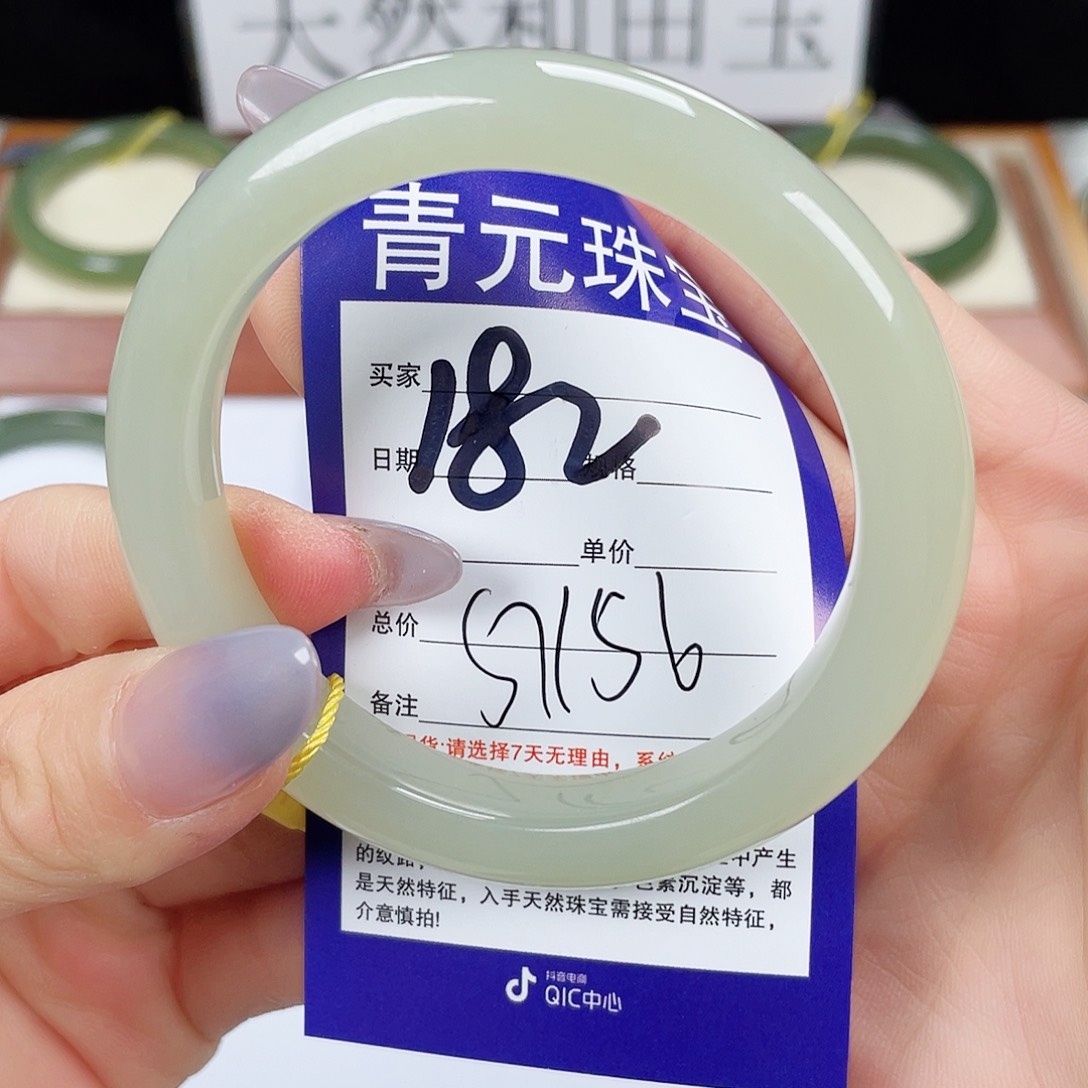 天然和田玉
青元珠宝
买家
182
日期 规格
单价
总价
57156
备注
货:请选择7天无理由，系统
的纹路， 中产生
是天然特征，入手天然珠宝需接受自然特征，
色素沉淀等，都
介意慎拍!
抖音电商
QIC中心